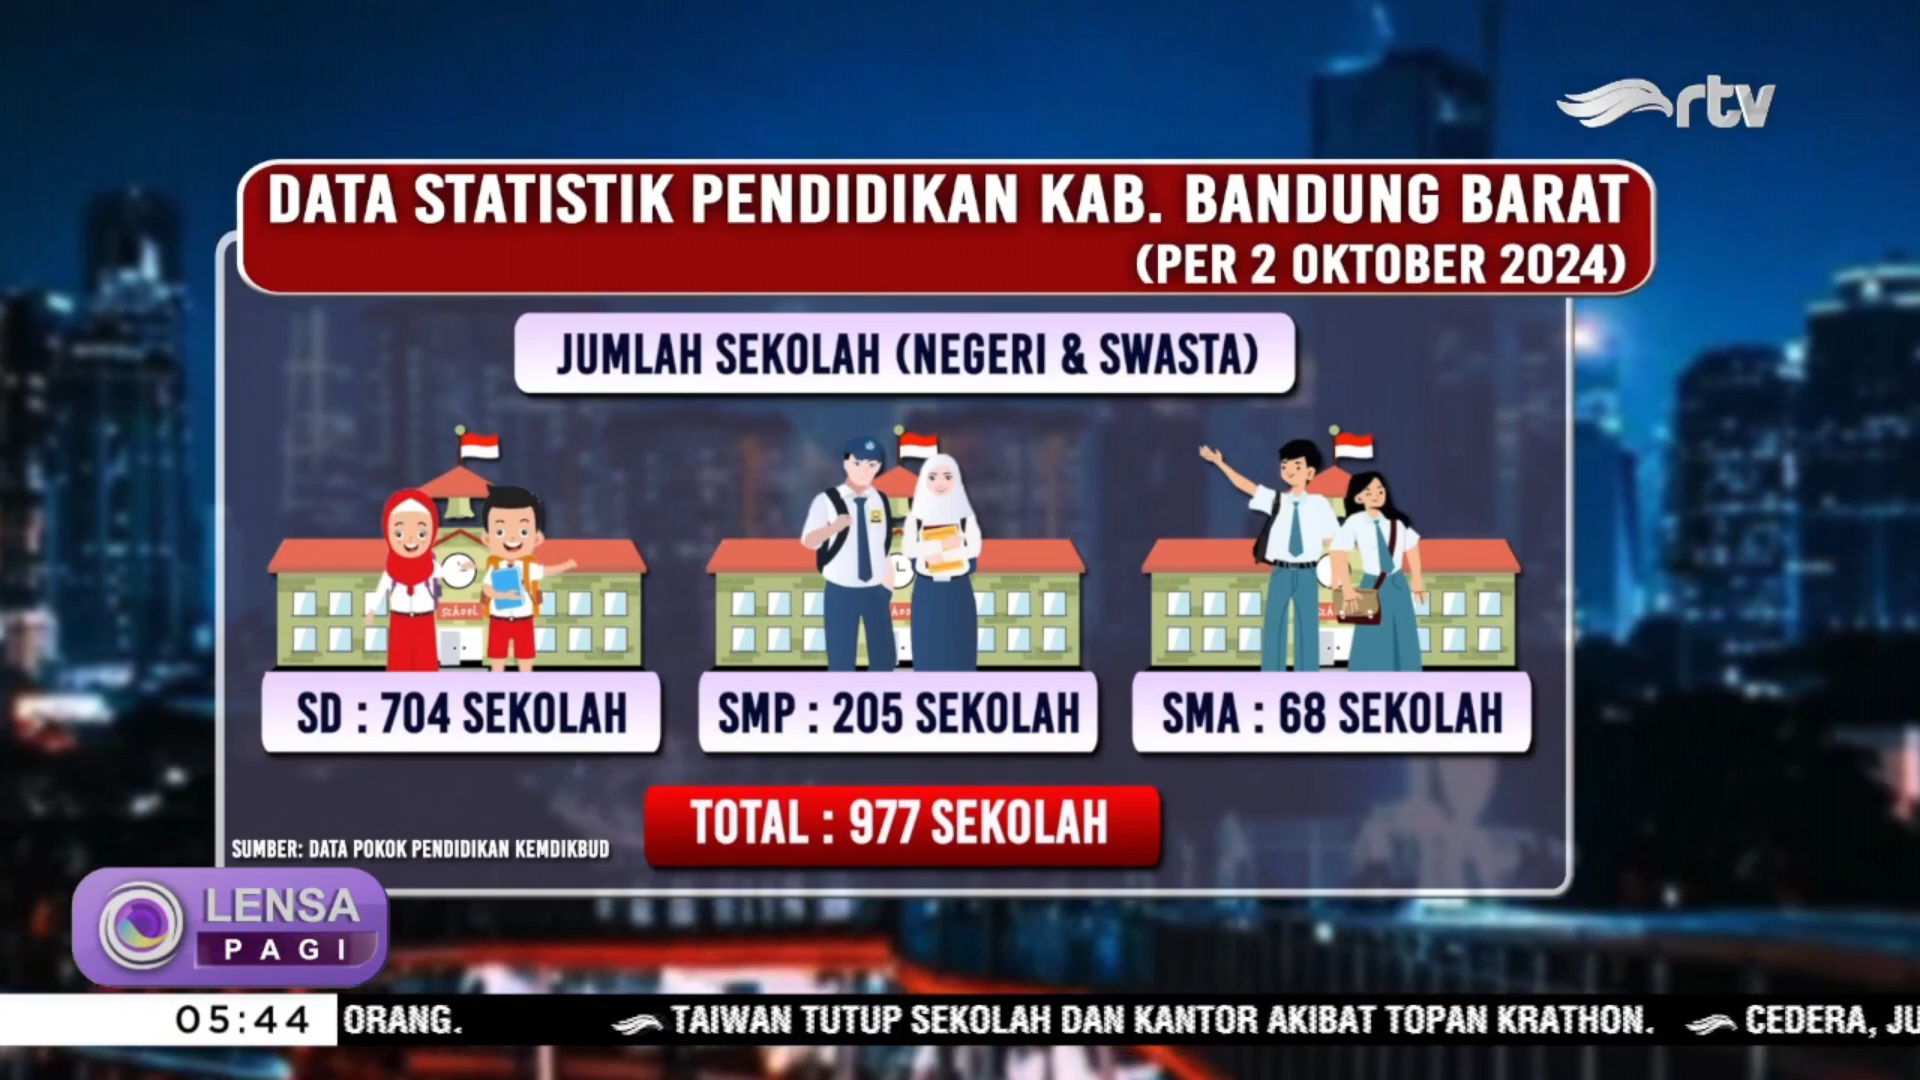 rtv
DATA STATISTIK PENDIDIKAN KAB. BANDUNG BARAT
(PER 2 OKTOBER 2024)
JUMLAH SEKOLAH (NEGERI & SWASTA)
School
SD : 704 SEKOLAH
SMP : 205 SEKOLAH
SMA : 68 SEKOLAH
TOTAL : 977 SEKOLAH
SUMBER: DATA POKOK PENDIDIKAN KEMDIKBUD
LENSA
PAGI
05:44 ORANG. TAIWAN TUTUP SEKOLAH DAN KANTOR AKIBAT TOPAN KRATHON. CEDERA, JU